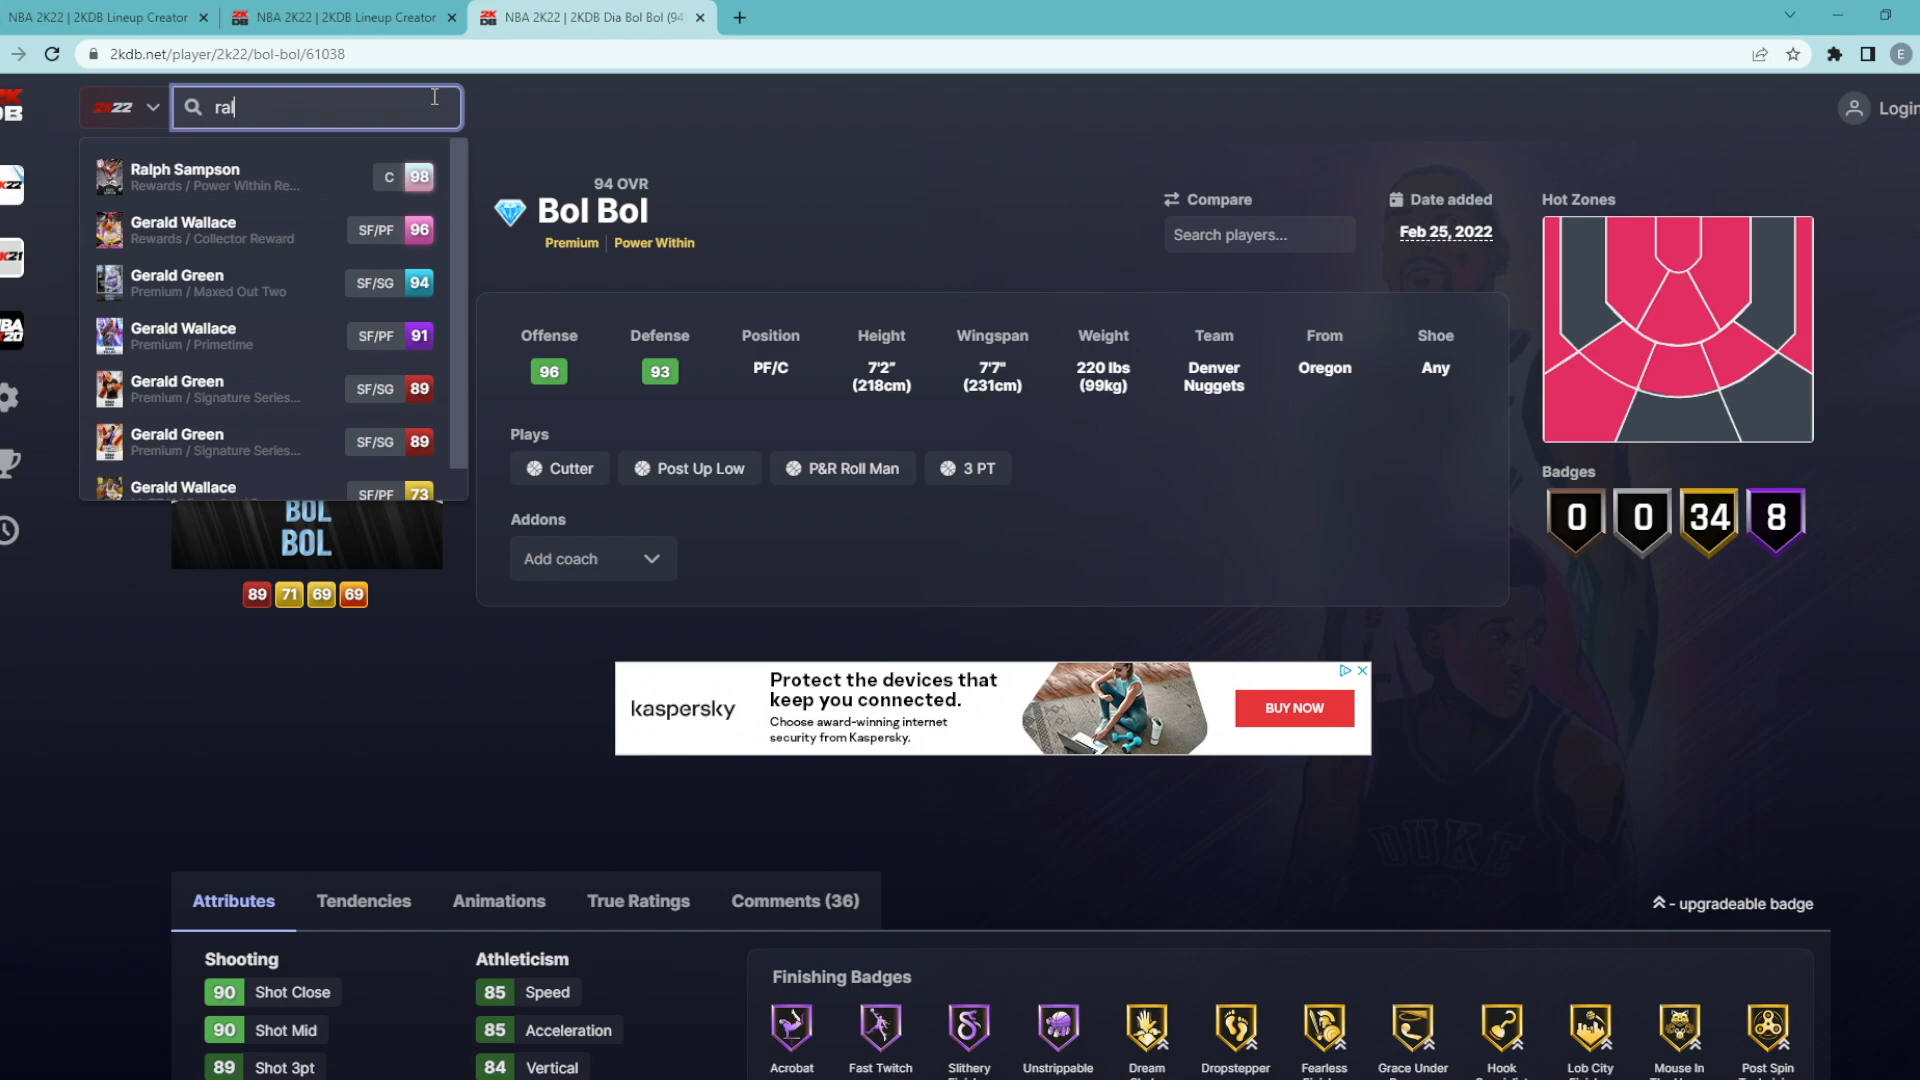 NBA 2K22 | 2KDB Lineup Creator
NBA 2K22 | 2KDB Lineup Creator
NBA 2K22 | 2KDB Dia Bol Bol (94
2kdb.net/player/2k22/bol-bol/61038
E
2K22
ral
Login
Ralph Sampson
Rewards / Power Within Re...
C 98
Gerald Wallace
Rewards / Collector Reward
SF/PF 96
Gerald Green
Premium / Maxed Out Two
SF/SG 94
Gerald Wallace
Premium / Primetime
SF/PF 91
Gerald Green
Premium / Signature Series...
SF/SG 89
Gerald Green
Premium / Signature Series...
SF/SG 89
Gerald Wallace
SF/PF 73
BOL
BOL
89 71 69 69
94 OVR
Bol Bol
Premium | Power Within
Compare
Search players...
Date added
Feb 25, 2022
Hot Zones
Offense Defense Position Height Wingspan Weight Team From Shoe
96 93 PF/C 7'2" 7'7" 220 lbs Denver Oregon Any
(218cm) (231cm) (99kg) Nuggets
Plays
Cutter Post Up Low P&R Roll Man 3 PT
Addons
Add coach
Badges
0 0 34 8
kaspersky
Protect the devices that
keep you connected.
Choose award-winning internet
security from Kaspersky.
BUY NOW
DUKE
Attributes Tendencies Animations True Ratings Comments (36)
- upgradeable badge
Shooting
90 Shot Close
90 Shot Mid
89 Shot 3pt
Athleticism
85 Speed
85 Acceleration
84 Vertical
Finishing Badges
Acrobat Fast Twitch Slithery Unstrippable Dream Dropstepper Fearless Grace Under Hook Lob City Mouse In Post Spin